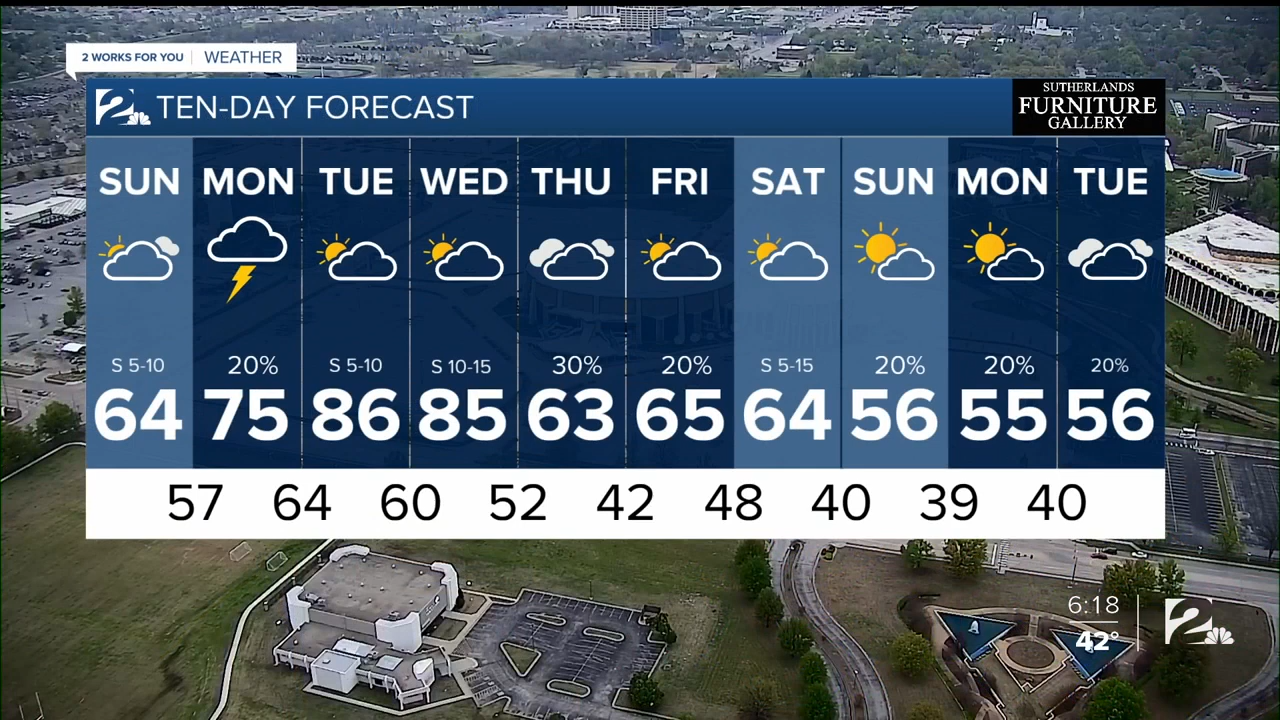 2 WORKS FOR YOU | WEATHER
2 TEN-DAY FORECAST
SUTHERLANDS
FURNITURE
GALLERY
SUN MON TUE WED THU FRI SAT SUN MON TUE
S 5-10 20% S 5-10 S 10-15 30% 20% S 5-15 20% 20% 20%
64 75 86 85 63 65 64 56 55 56
57 64 60 52 42 48 40 39 40
6:18
42°
2